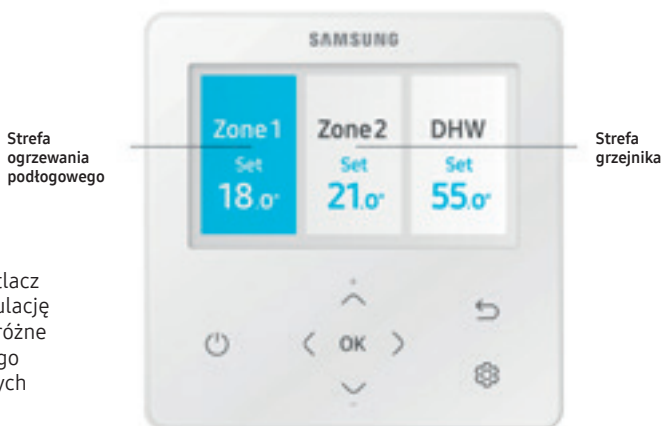 SAMSUNG
Strefa
ogrzewania
podłogowego
Zone 1
Set
18.0°
Zone 2
Set
21.0°
DHW
Set
55.0°
Strefa
grzejnika
OK